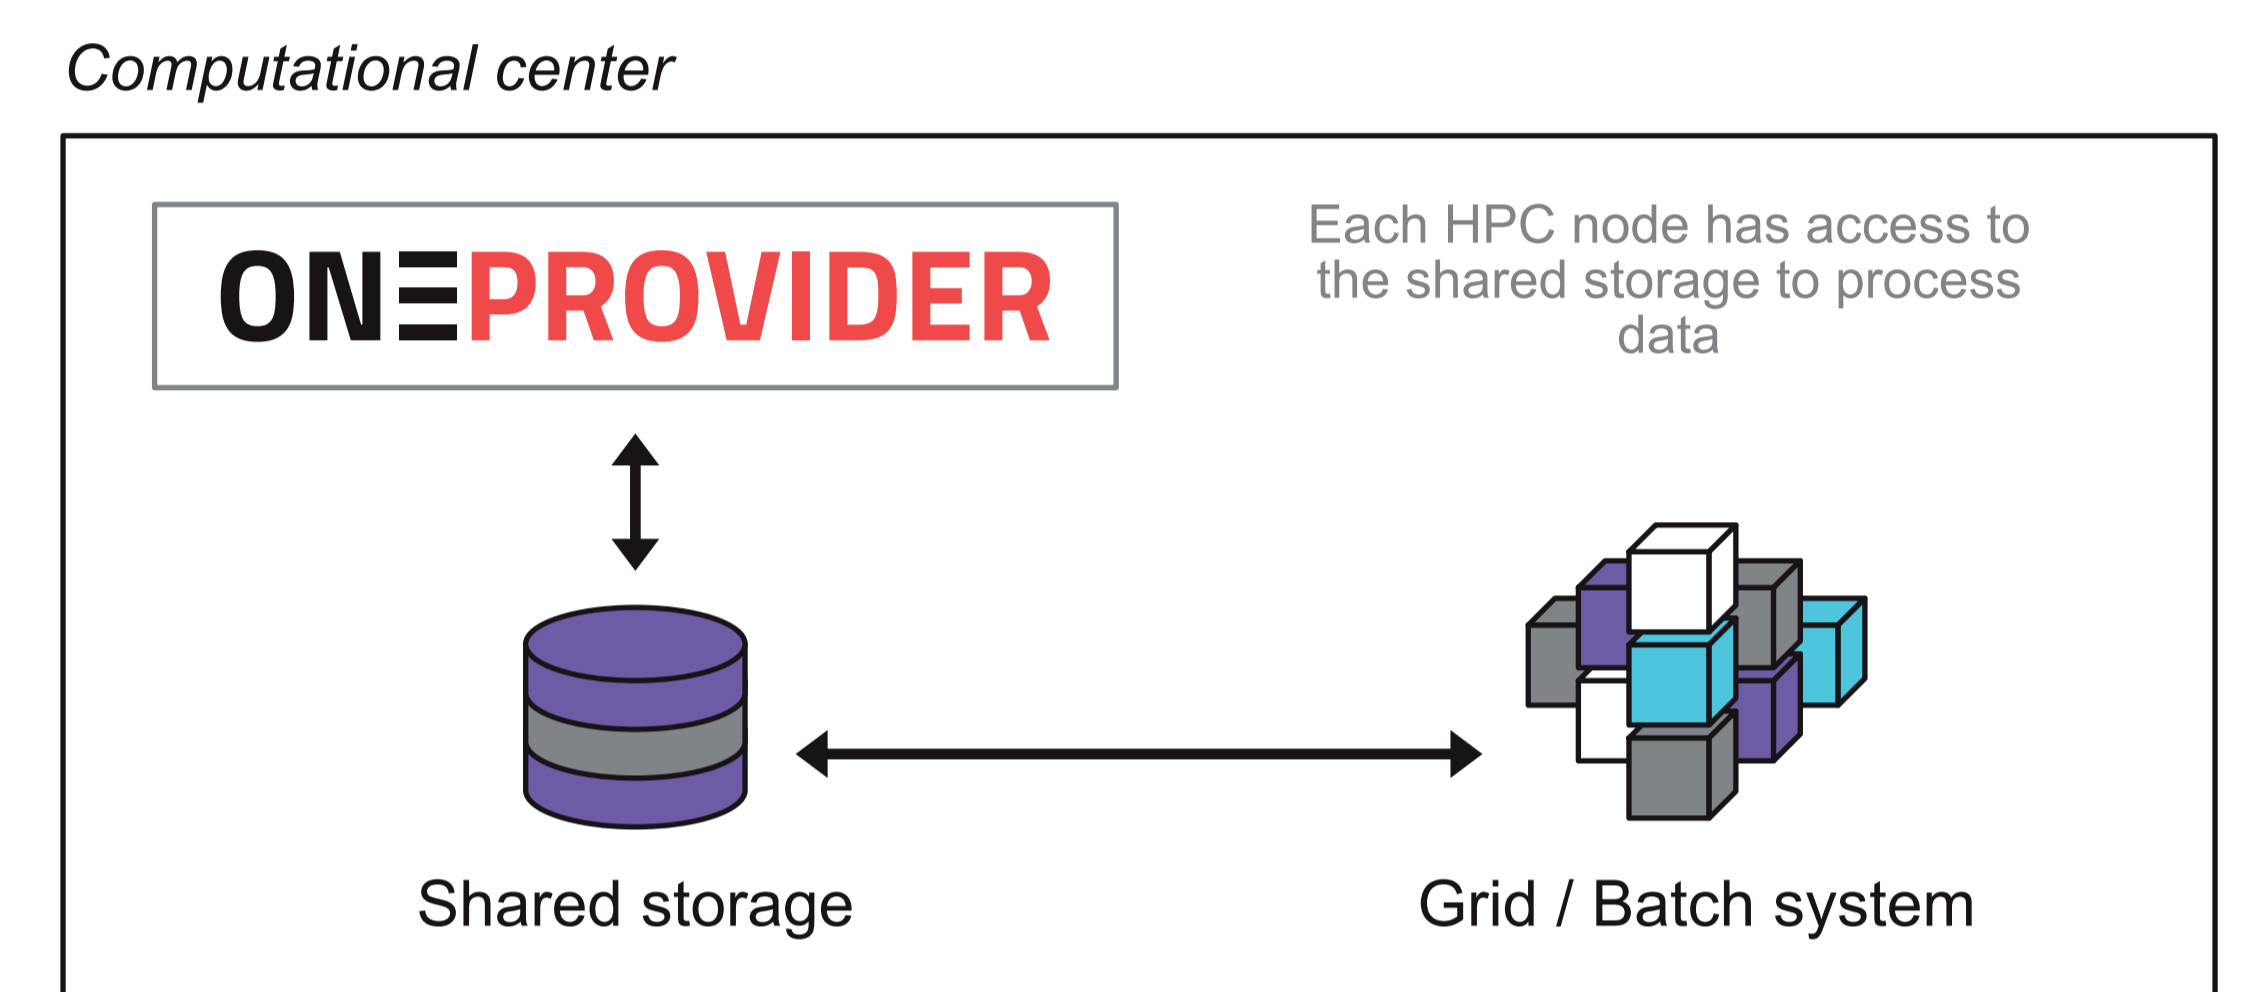 Computational center
ONEPROVIDER
Each HPC node has access to
the shared storage to process
data
Shared storage
Grid / Batch system